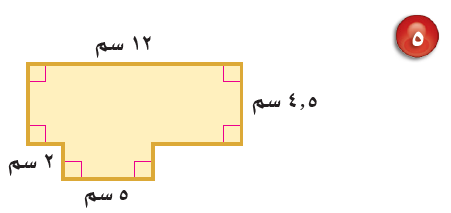 ٥
١٢ سم
٤,٥ سم
٢ سم
٥ سم